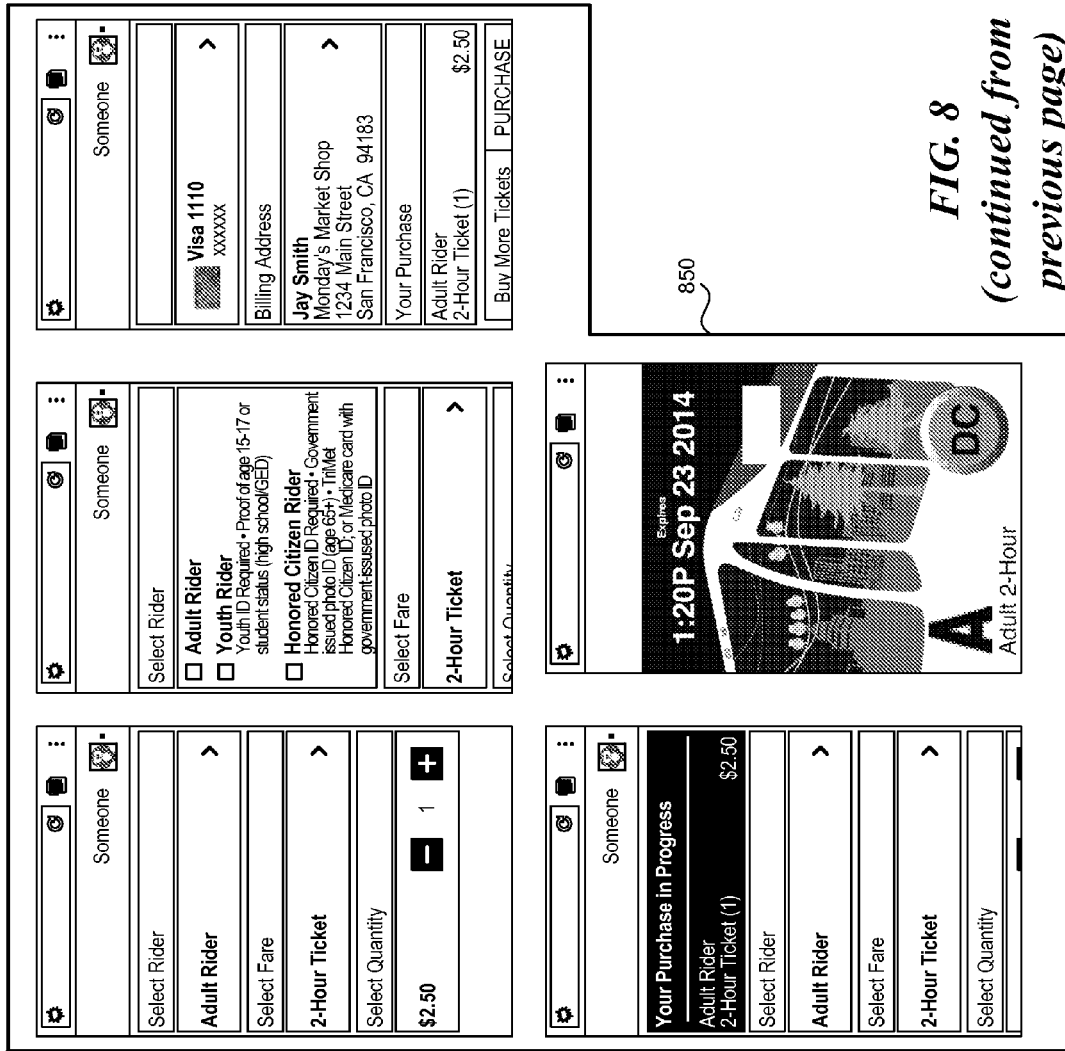 Someone
Select Rider
Adult Rider
Select Fare
2-Hour Ticket
Select Quantity
$2.50
1
Someone
Select Rider
Adult Rider
Youth Rider
Youth ID Required • Proof of age 15-17 or
student status (high school/GED)
Honored Citizen Rider
Honored Citizen ID Required • Government
issued photo ID (age 65+) • TriMet
Honored Citizen ID; or Medicare card with
government-issused photo ID
Select Fare
2-Hour Ticket
Select Quantity
Someone
Visa 1110
xxxxxx
Billing Address
Jay Smith
Monday's Market Shop
1234 Main Street
San Francisco, CA 94183
Your Purchase
Adult Rider
2-Hour Ticket (1) $2.50
Buy More Tickets PURCHASE
Someone
Your Purchase in Progress
Adult Rider
2-Hour Ticket (1) $2.50
Select Rider
Adult Rider
Select Fare
2-Hour Ticket
Select Quantity
Expires
1:20P Sep 23 2014
DC
A
Adult 2-Hour
850
FIG. 8
(continued from
previous page)